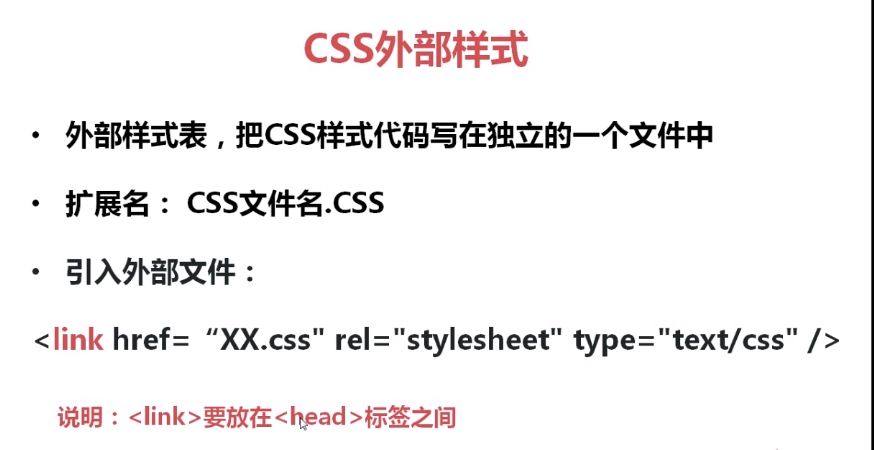 CSS外部样式
• 外部样式表，把CSS样式代码写在独立的一个文件中
• 扩展名： CSS文件名.CSS
• 引入外部文件：
<link href= “XX.css" rel="stylesheet" type="text/css" />
说明：<link>要放在<head>标签之间